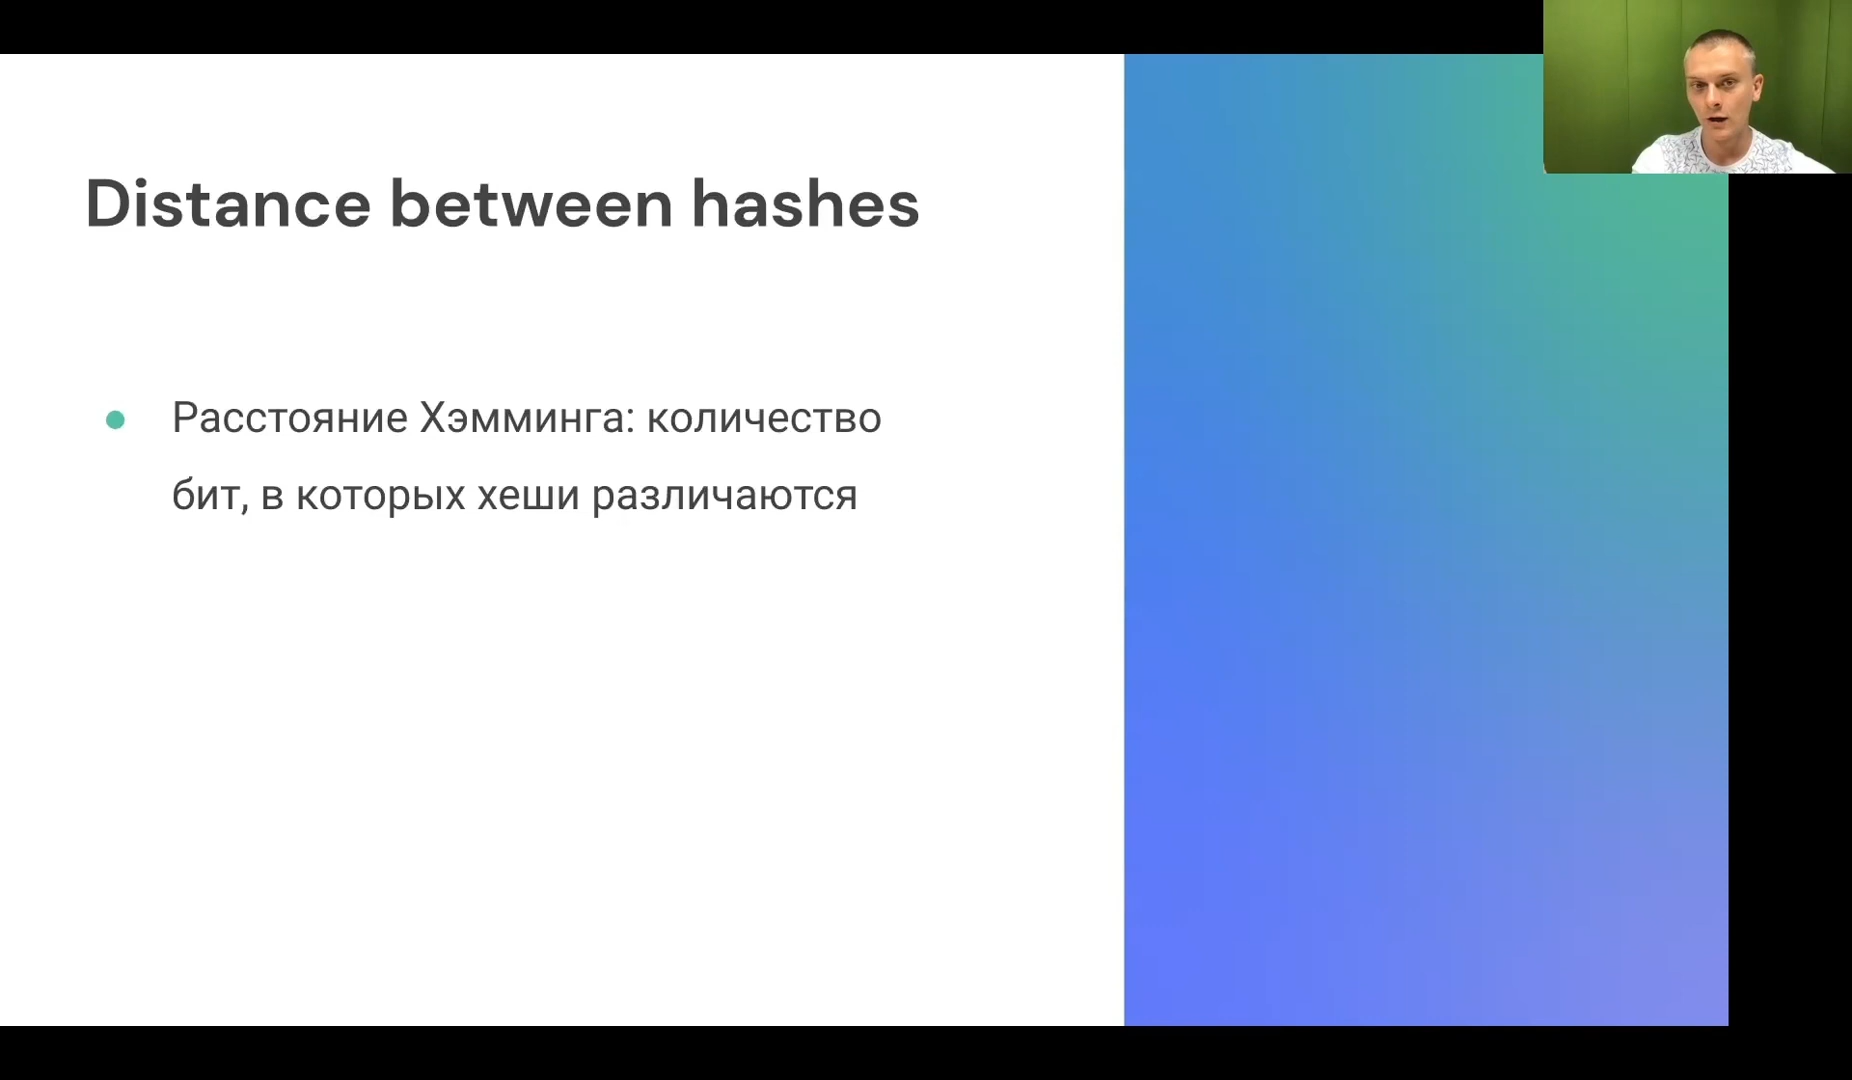 Distance between hashes
Расстояние Хэмминга: количество
бит, в которых хеши различаются